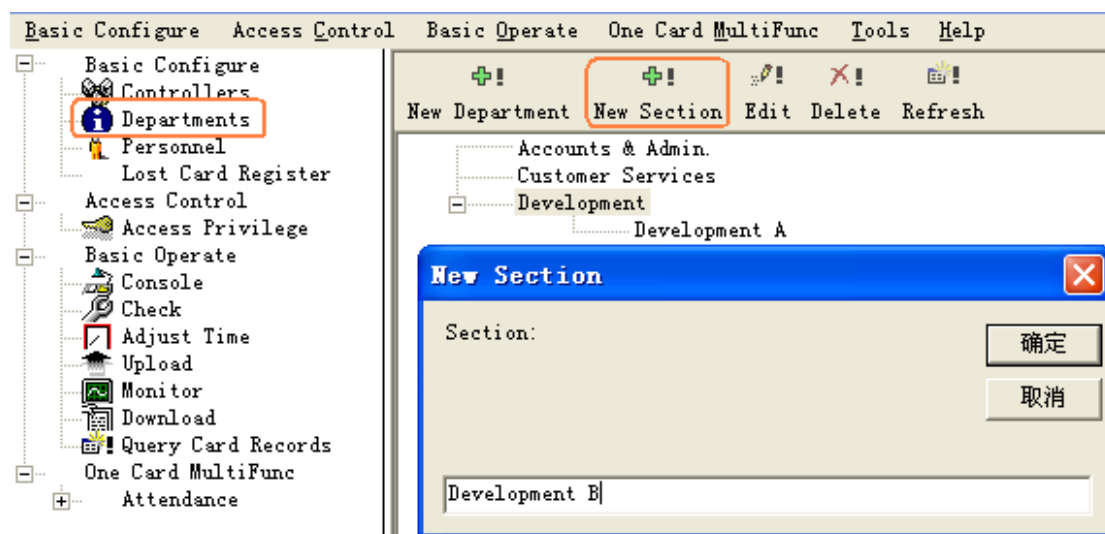 Basic Configure Access Control Basic Operate One Card MultiFunc Tools Help
Basic Configure
Controllers
Departments
Personnel
Lost Card Register
Access Control
Access Privilege
Basic Operate
Console
Check
Adjust Time
Upload
Monitor
Download
Query Card Records
One Card MultiFunc
Attendance
New Department New Section Edit Delete Refresh
Accounts & Admin.
Customer Services
Development
Development A
New Section
Section:
确定
取消
Development B